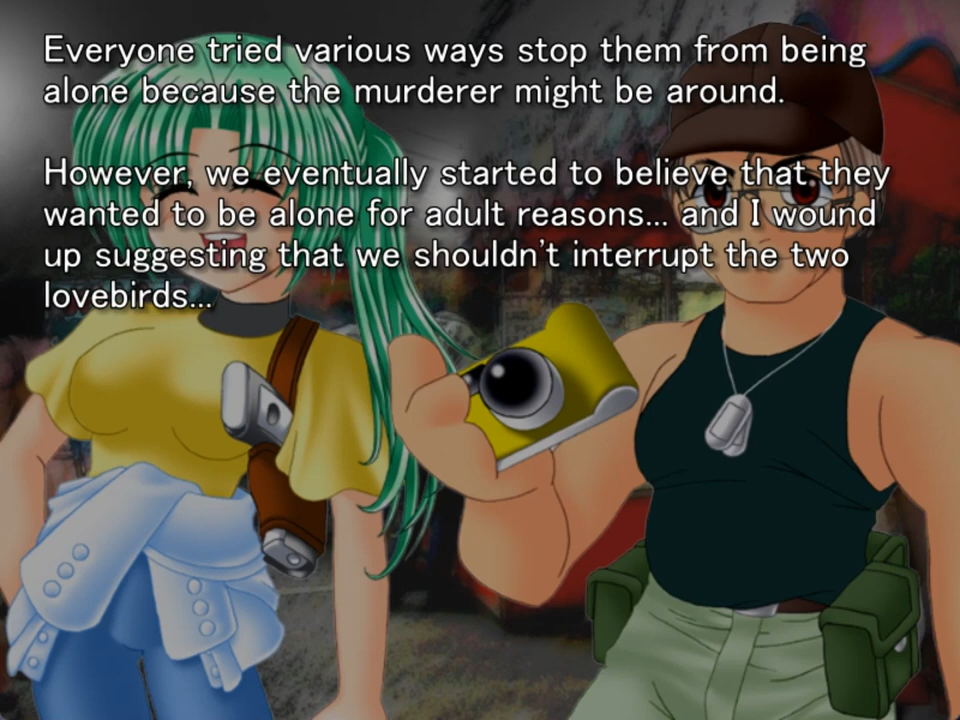 Everyone tried various ways stop them from being
alone because the murderer might be around.
However, we eventually started to believe that they
wanted to be alone for adult reasons... and I wound
up suggesting that we shouldn't interrupt the two
lovebirds...